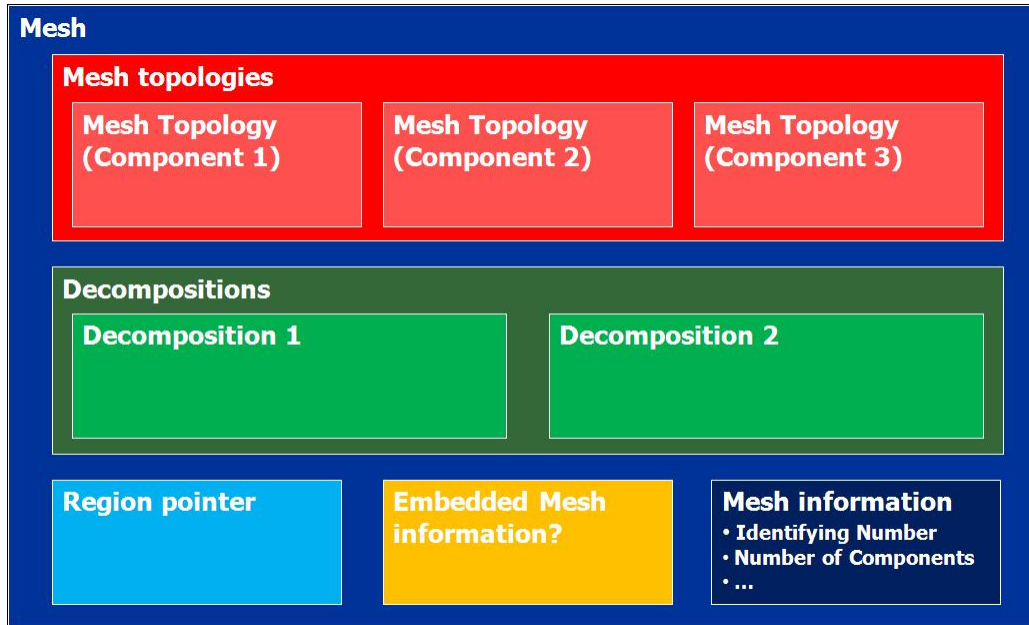 Mesh
Mesh topologies
Mesh Topology
(Component 1)
Mesh Topology
(Component 2)
Mesh Topology
(Component 3)
Decompositions
Decomposition 1
Decomposition 2
Region pointer
Embedded Mesh
information?
Mesh information
• Identifying Number
• Number of Components
• ...